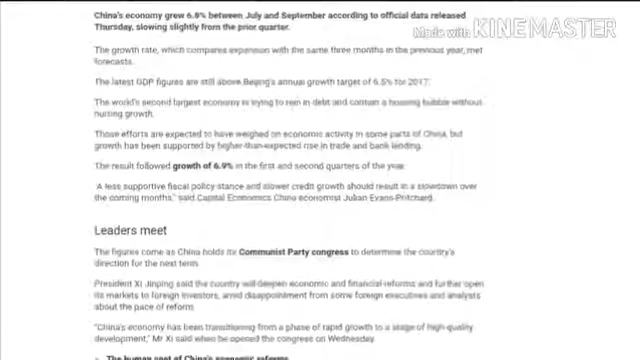 China's economy grew 6.8% between July and September according to official data released
Thursday, slowing slightly from the prior quarter.
Made with KINEMASTER
The growth rate, which compares expansion with the same three months in the previous year, met
forecasts.
The latest GDP figures are still above Beijing's annual growth target of 6.5% for 2017.
The world's second largest economy is trying to rein in debt and contain a housing bubble without
hurting growth.
Those efforts are expected to have weighed on economic activity in some parts of China, but
growth has been supported by higher-than-expected rise in trade and bank lending.
The result followed growth of 6.9% in the first and second quarters of the year.
"A less supportive fiscal policy stance and slower credit growth should result in a slowdown over
the coming months," said Capital Economics China economist Julian Evans-Pritchard.
Leaders meet
The figures come as China holds its Communist Party congress to determine the country's
direction for the next term.
President Xi Jinping said the country will deepen economic and financial reforms and further open
its markets to foreign investors, amid disappointment from some foreign executives and analysts
about the pace of reform.
"China's economy has been transitioning from a phase of rapid growth to a stage of high-quality
development," Mr Xi said when he opened the congress on Wednesday.
• The human cost of China's economic reforms